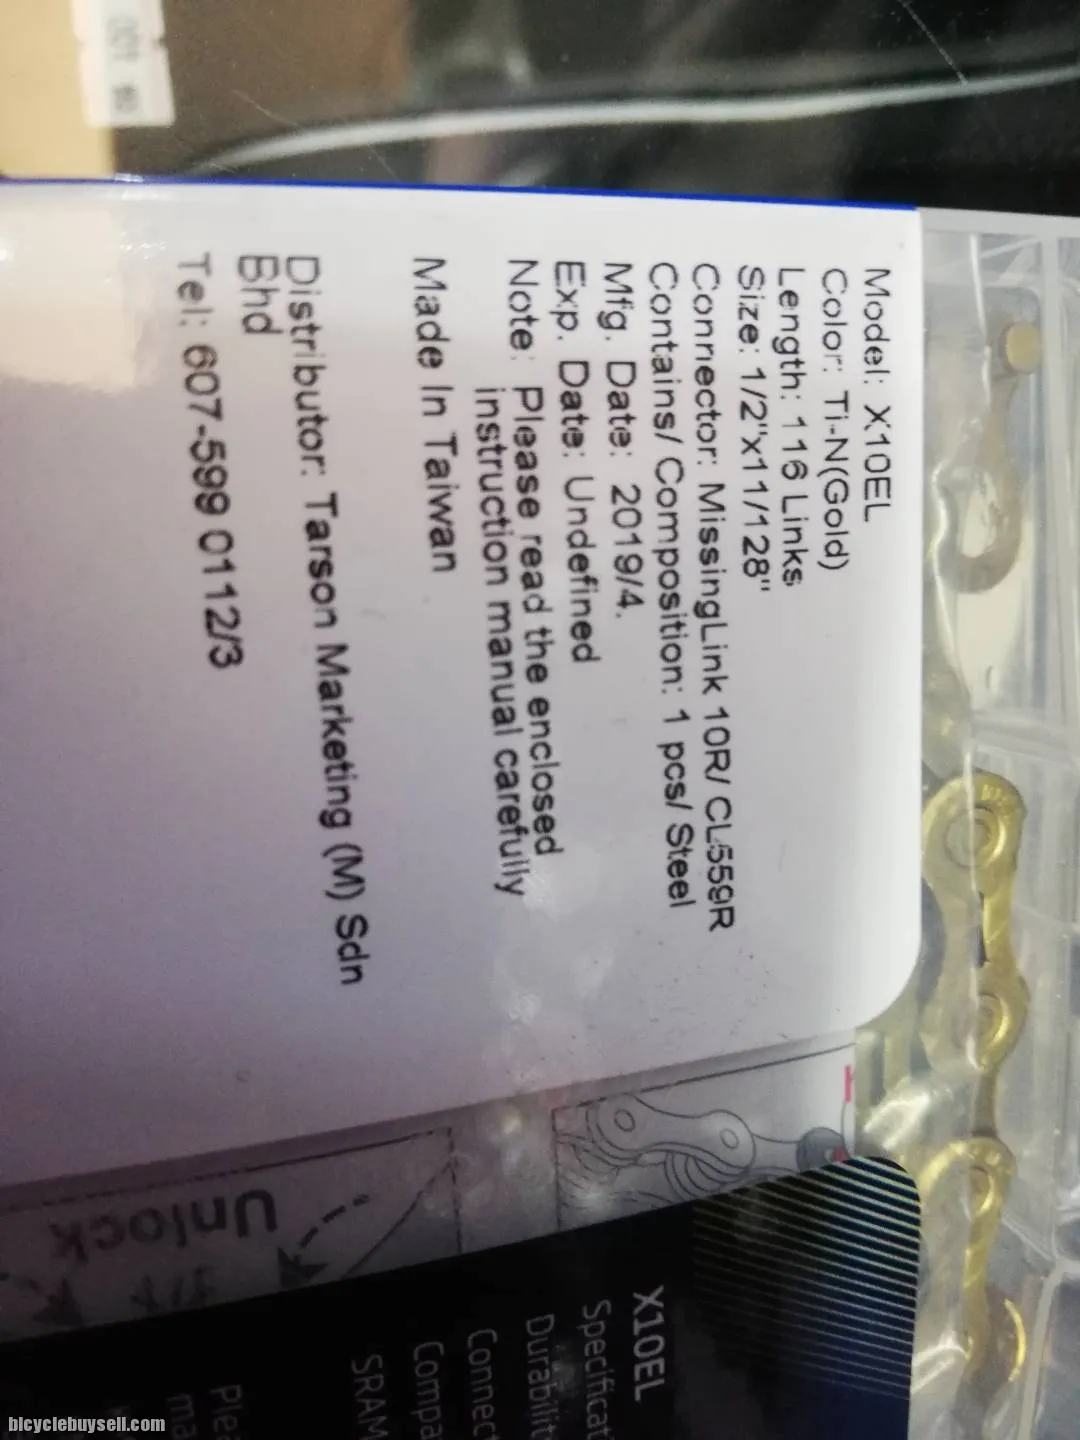 Model: X10EL
Color: Ti-N(Gold)
Length: 116 Links
Size: 1/2"x11/128"
Connector: MissingLink 10R/ CL559R
Contains/ Composition: 1 pcs/ Steel
Mfg. Date: 2019/4.
Exp. Date: Undefined
Note: Please read the enclosed
instruction manual carefully
Made In Taiwan
Distributor: Tarson Marketing (M) Sdn
Bhd
Tel: 607-599 0112/3
Unlock
X10EL
Specificat
Durabilit
Connect
Compa
SRAM
Plea
ma
bicyclebuysell.com